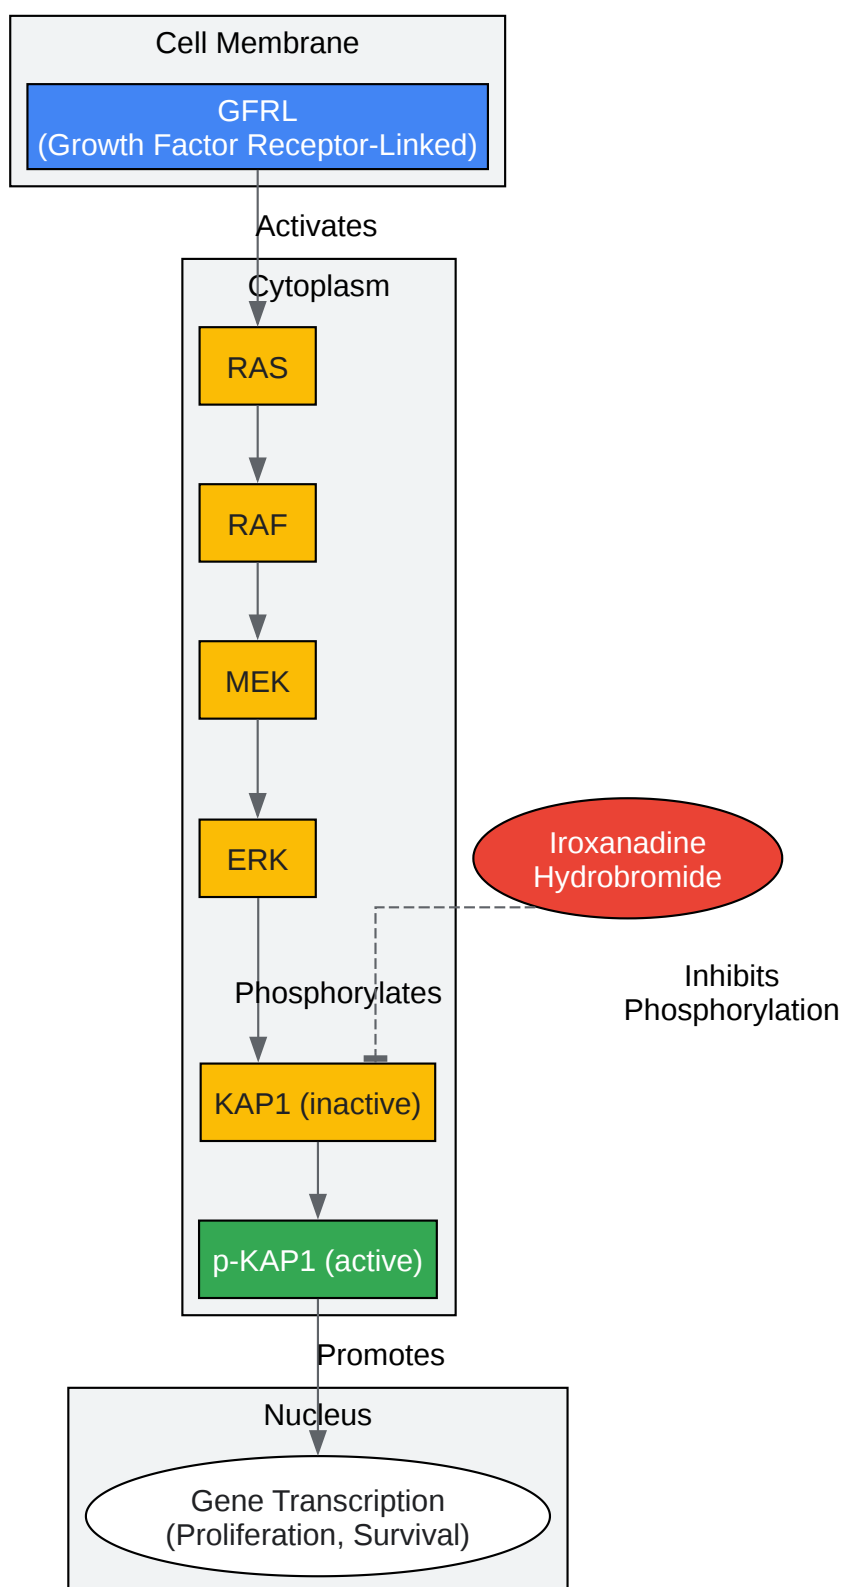 Cell Membrane
GFRL
(Growth Factor Receptor-Linked)
Activates
Cytoplasm
RAS
RAF
MEK
ERK
Iroxanadine
Hydrobromide
Phosphorylates
Inhibits
Phosphorylation
KAP1 (inactive)
p-KAP1 (active)
Promotes
Nucleus
Gene Transcription
(Proliferation, Survival)